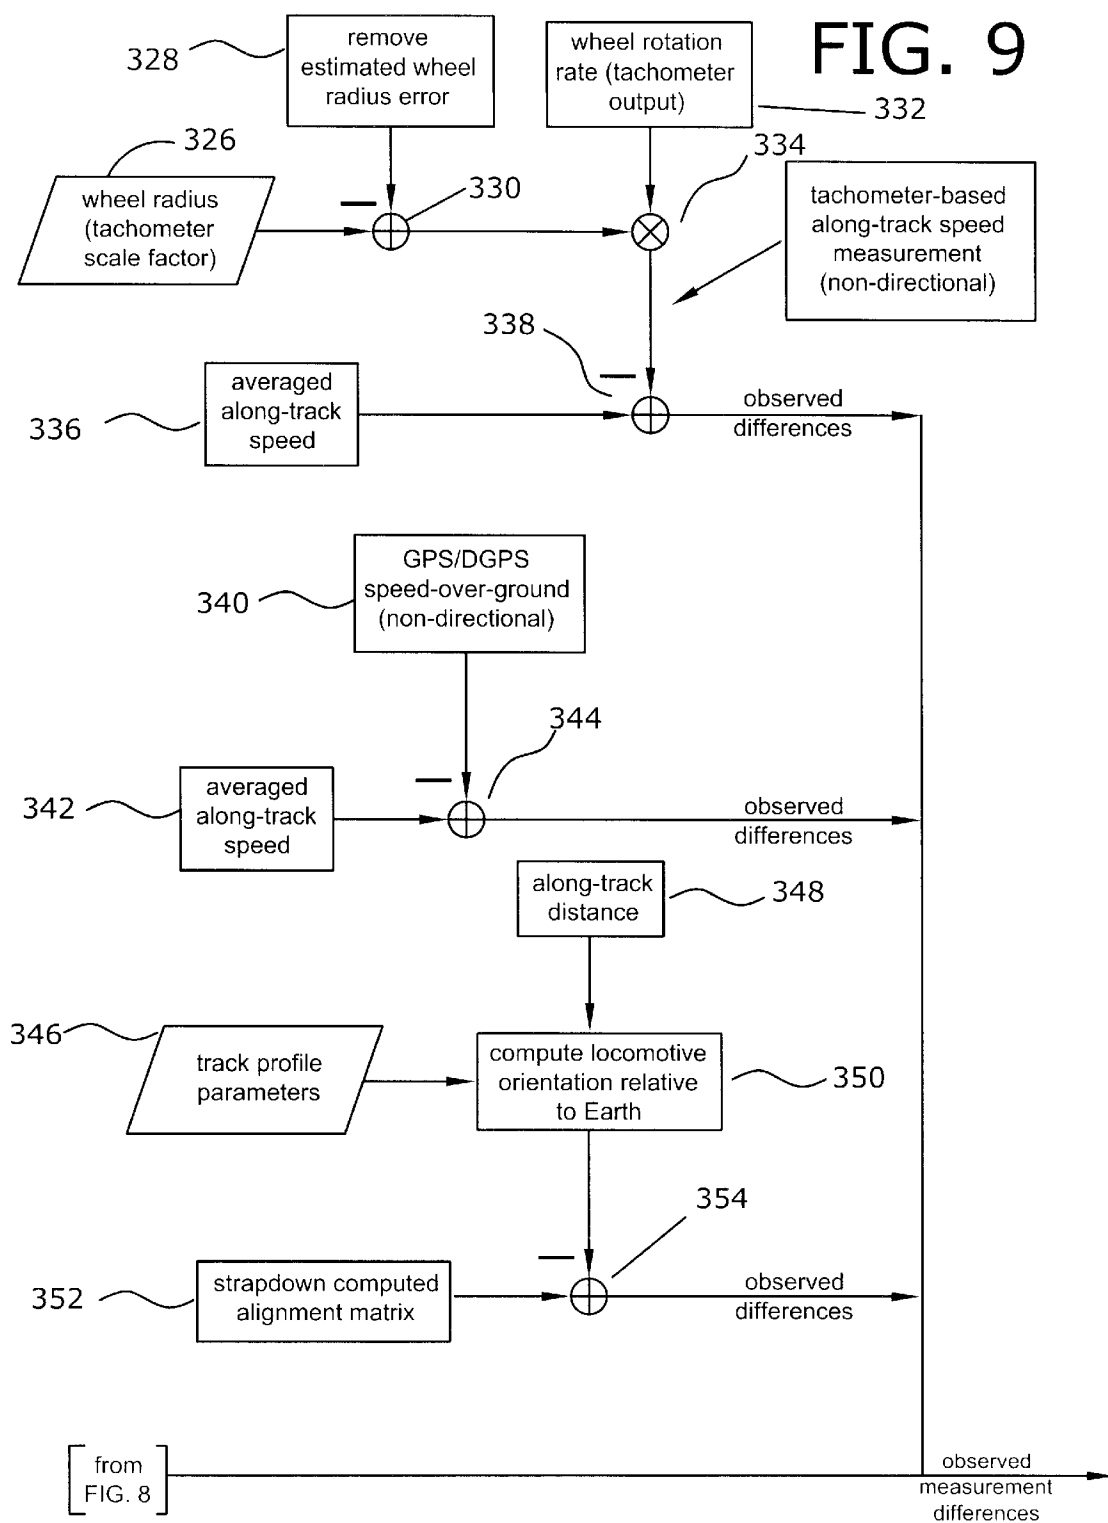 FIG. 9
328
remove
estimated wheel
radius error
wheel rotation
rate (tachometer
output)
332
326
334
wheel radius
(tachometer
scale factor)
330
tachometer-based
along-track speed
measurement
(non-directional)
338
336
averaged
along-track
speed
observed
differences
340
GPS/DGPS
speed-over-ground
(non-directional)
344
342
averaged
along-track
speed
observed
differences
along-track
distance
348
346
track profile
parameters
compute locomotive
orientation relative
to Earth
350
354
352
strapdown computed
alignment matrix
observed
differences
from
FIG. 8
observed
measurement
differences